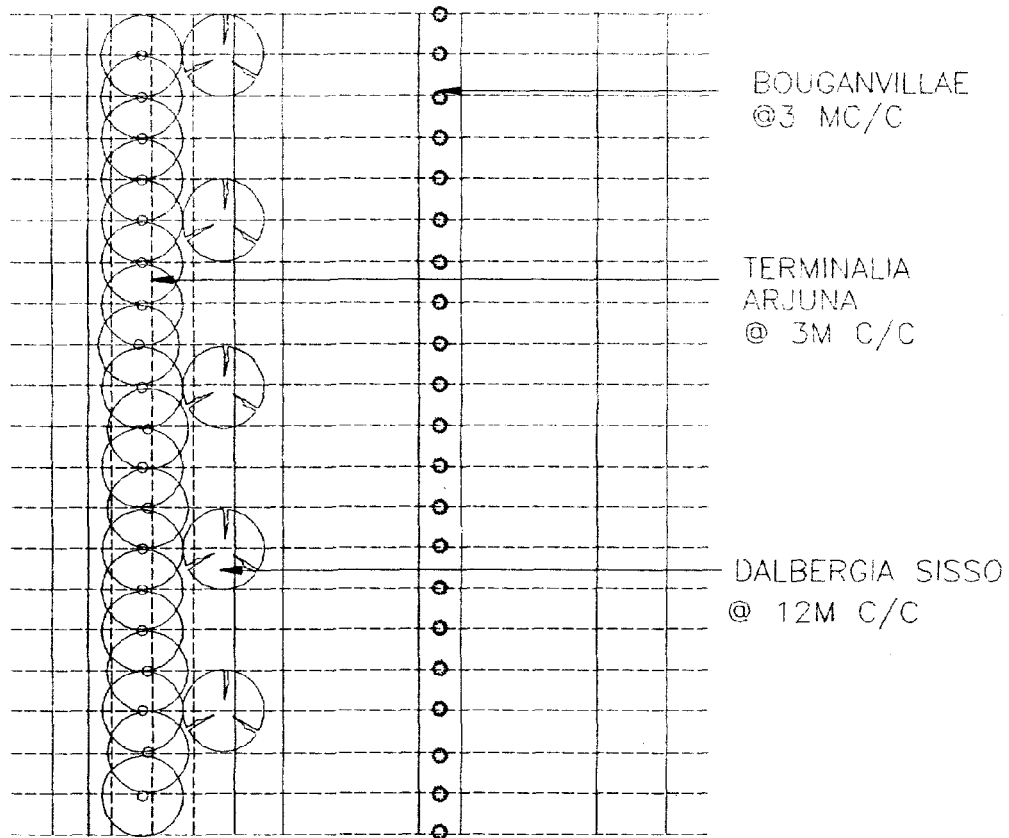 BOUGANVILLAE
@3 MC/C
TERMINALIA
ARJUNA
@ 3M C/C
DALBERGIA SISSO
@ 12M C/C